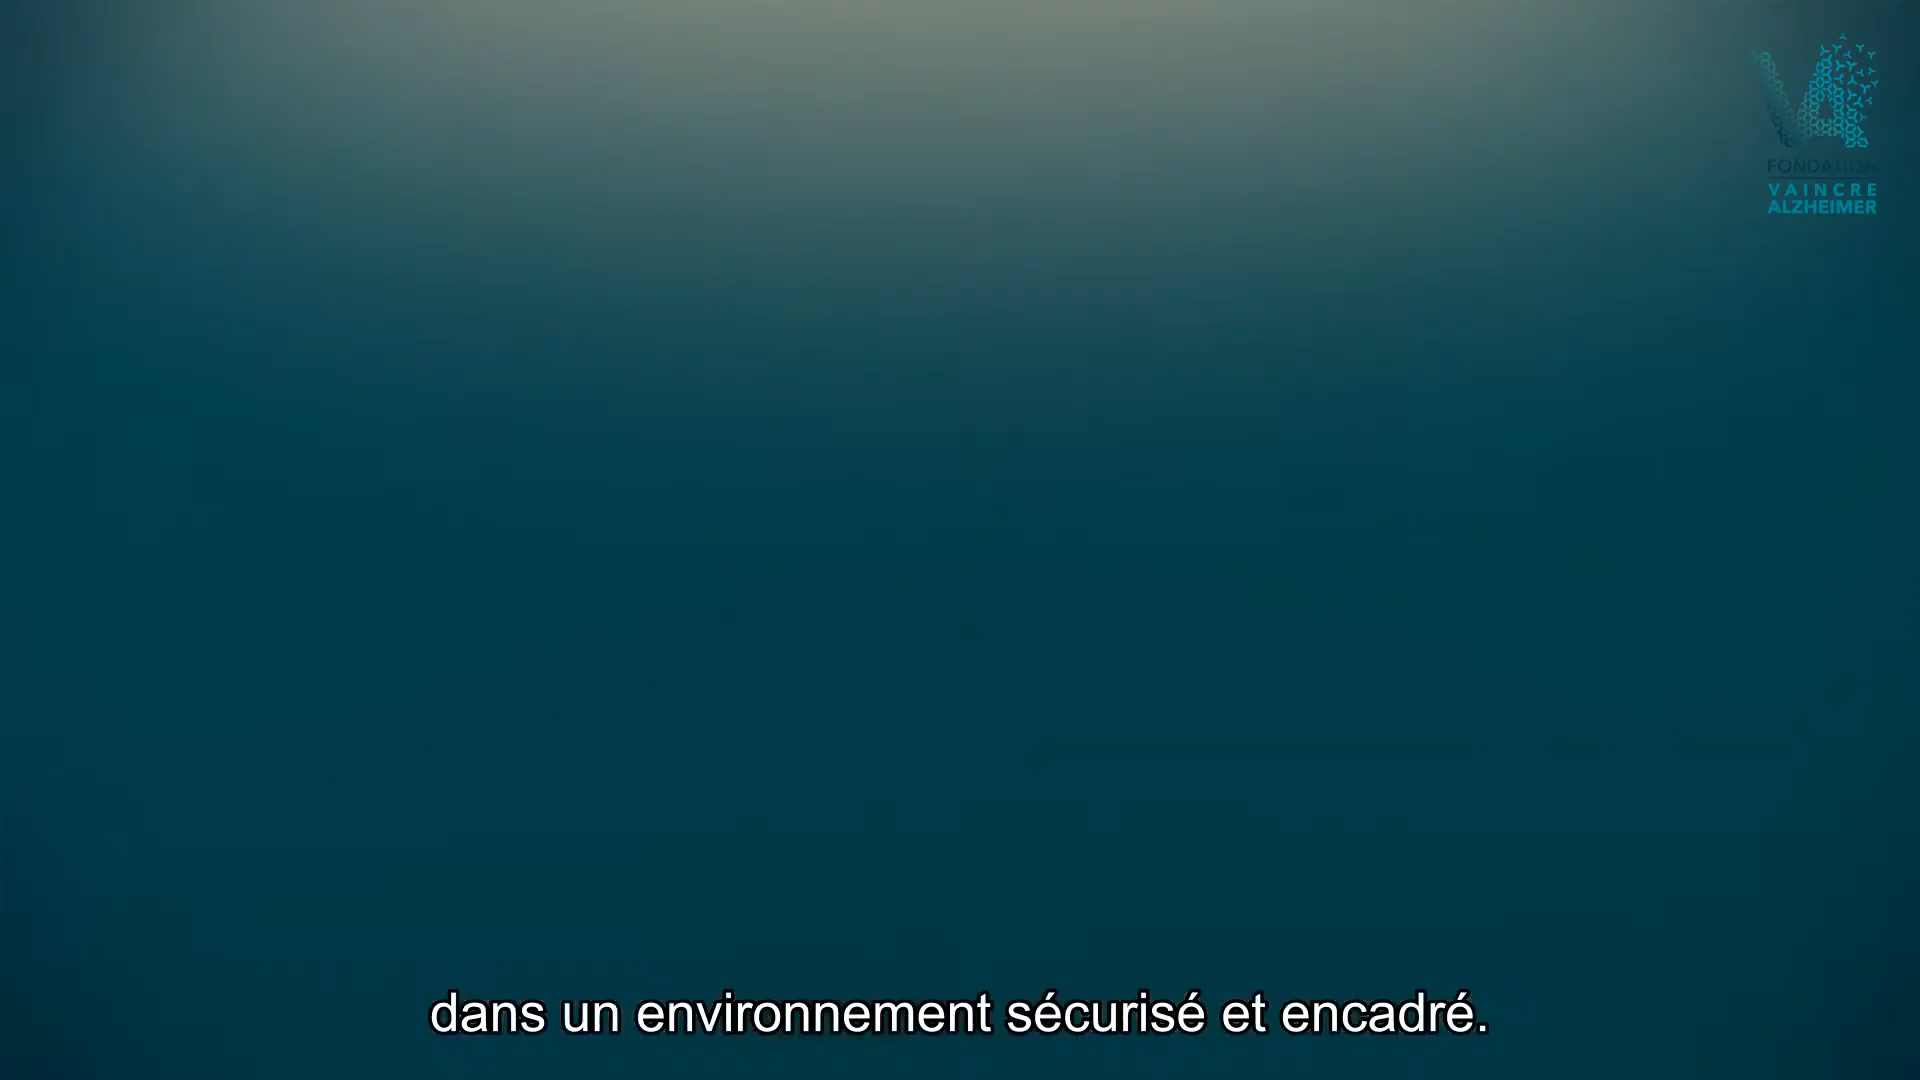 FONDATION
VAINCRE
ALZHEIMER
dans un environnement sécurisé et encadré.